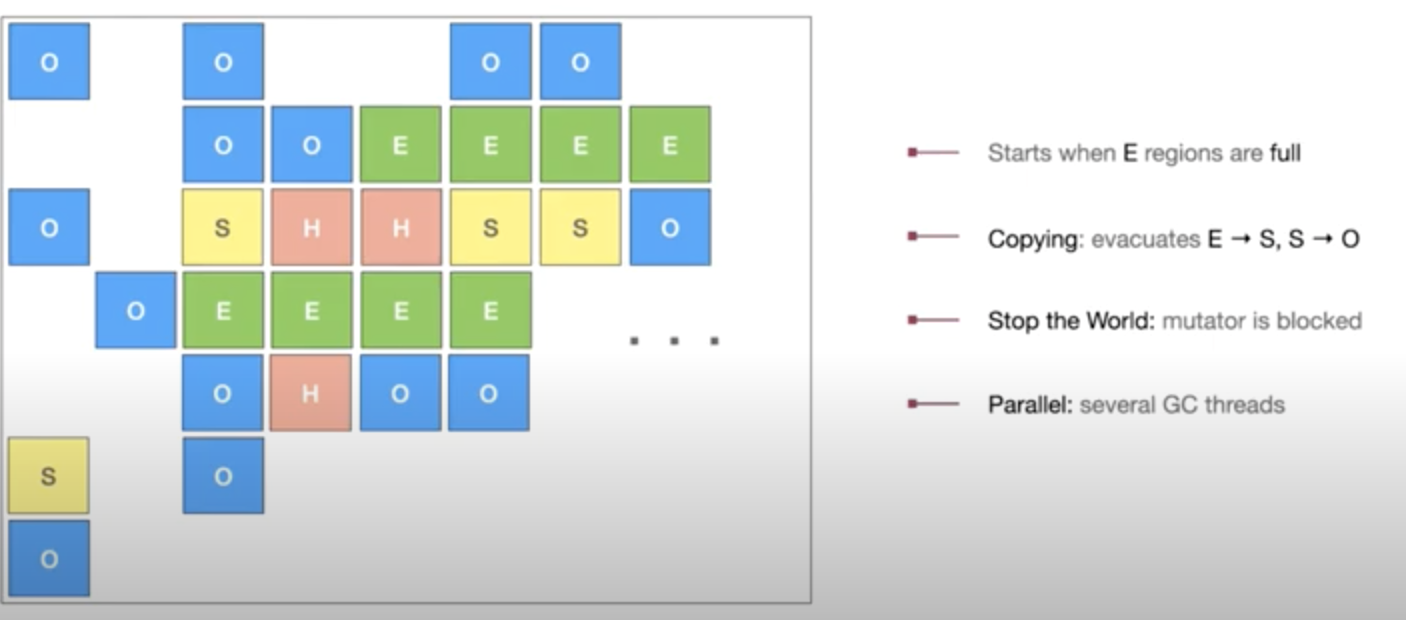 O O O O
O O E E E E
O S H H S S O
O E E E E
O H O O
S O
O
. . .
Starts when E regions are full
Copying: evacuates E → S, S → O
Stop the World: mutator is blocked
Parallel: several GC threads